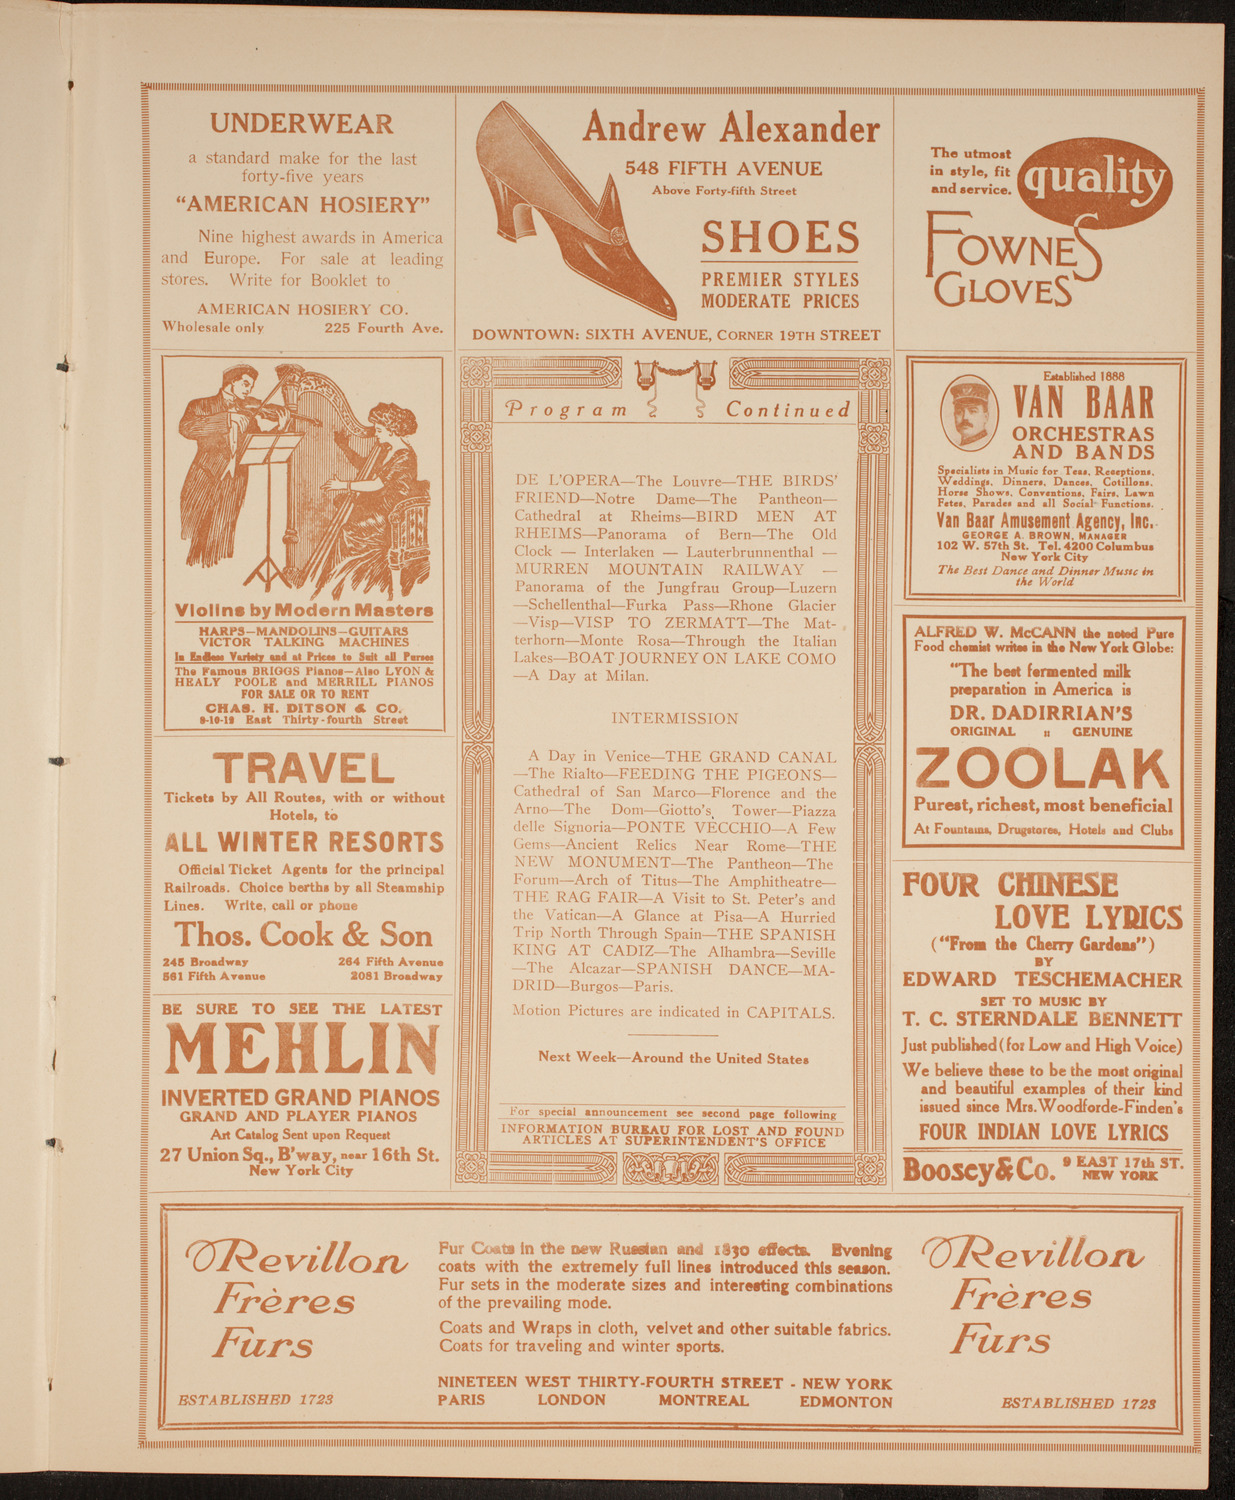 UNDERWEAR
a standard make for the last
forty-five years
"AMERICAN HOSIERY"
Nine highest awards in America
and Europe. For sale at leading
stores. Write for Booklet to
AMERICAN HOSIERY CO.
Wholesale only 225 Fourth Ave.
Andrew Alexander
548 FIFTH AVENUE
Above Forty-fifth Street
SHOES
PREMIER STYLES
MODERATE PRICES
DOWNTOWN: SIXTH AVENUE, CORNER 19TH STREET
The utmost
in style, fit
and service.
quality
FOWNES
GLOVES
Violins by Modern Masters
HARPS—MANDOLINS—GUITARS
VICTOR TALKING MACHINES
In Endless Variety and at Prices to Suit all Purses
The Famous BRIGGS Pianos—Also LYON &
HEALY POOLE and MERRILL PIANOS
FOR SALE OR TO RENT
CHAS. H. DITSON & CO.
8-10-12 East Thirty-fourth Street
TRAVEL
Tickets by All Routes, with or without
Hotels, to
ALL WINTER RESORTS
Official Ticket Agents for the principal
Railroads. Choice berths by all Steamship
Lines. Write, call or phone
Thos. Cook & Son
245 Broadway 264 Fifth Avenue
561 Fifth Avenue 2081 Broadway
BE SURE TO SEE THE LATEST
MEHLIN
INVERTED GRAND PIANOS
GRAND AND PLAYER PIANOS
Art Catalog Sent upon Request
27 Union Sq., B'way, near 16th St.
New York City
Program Continued
DE L'OPERA—The Louvre—THE BIRDS'
FRIEND—Notre Dame—The Pantheon—
Cathedral at Rheims—BIRD MEN AT
RHEIMS—Panorama of Bern—The Old
Clock — Interlaken — Lauterbrunnenthal —
MURREN MOUNTAIN RAILWAY —
Panorama of the Jungfrau Group—Luzern
—Schellenthal—Furka Pass—Rhone Glacier
—Visp—VISP TO ZERMATT—The Mat-
terhorn—Monte Rosa—Through the Italian
Lakes—BOAT JOURNEY ON LAKE COMO
—A Day at Milan.
INTERMISSION
A Day in Venice—THE GRAND CANAL
—The Rialto—FEEDING THE PIGEONS—
Cathedral of San Marco—Florence and the
Arno—The Dom—Giotto's Tower—Piazza
delle Signoria—PONTE VECCHIO—A Few
Gems—Ancient Relics Near Rome—THE
NEW MONUMENT—The Pantheon—The
Forum—Arch of Titus—The Amphitheatre—
THE RAG FAIR—A Visit to St. Peter's and
the Vatican—A Glance at Pisa—A Hurried
Trip North Through Spain—THE SPANISH
KING AT CADIZ—The Alhambra—Seville
—The Alcazar—SPANISH DANCE—MA-
DRID—Burgos—Paris.
Motion Pictures are indicated in CAPITALS.
Next Week—Around the United States
For special announcement see second page following
INFORMATION BUREAU FOR LOST AND FOUND
ARTICLES AT SUPERINTENDENT'S OFFICE
Established 1888
VAN BAAR
ORCHESTRAS
AND BANDS
Specialists in Music for Teas, Receptions,
Weddings, Dinners, Dances, Cotillons,
Horse Shows, Conventions, Fairs, Lawn
Fetes, Parades and all Social Functions.
Van Baar Amusement Agency, Inc.
GEORGE A. BROWN, MANAGER
102 W. 57th St. Tel. 4200 Columbus
New York City
The Best Dance and Dinner Music in
the World
ALFRED W. McCANN the noted Pure
Food chemist writes in the New York Globe:
"The best fermented milk
preparation in America is
DR. DADIRRIAN'S
ORIGINAL :: GENUINE
ZOOLAK
Purest, richest, most beneficial
At Fountains, Drugstores, Hotels and Clubs
FOUR CHINESE
LOVE LYRICS
("From the Cherry Gardens")
BY
EDWARD TESCHEMACHER
SET TO MUSIC BY
T. C. STERNDALE BENNETT
Just published (for Low and High Voice)
We believe these to be the most original
and beautiful examples of their kind
issued since Mrs. Woodforde-Finden's
FOUR INDIAN LOVE LYRICS
BOOSEY & CO. 9 EAST 17th ST.
NEW YORK
Revillon
Frères
Furs
ESTABLISHED 1723
Fur Coats in the new Russian and 1830 effects. Evening
coats with the extremely full lines introduced this season.
Fur sets in the moderate sizes and interesting combinations
of the prevailing mode.
Coats and Wraps in cloth, velvet and other suitable fabrics.
Coats for traveling and winter sports.
NINETEEN WEST THIRTY-FOURTH STREET - NEW YORK
PARIS LONDON MONTREAL EDMONTON
Revillon
Frères
Furs
ESTABLISHED 1723